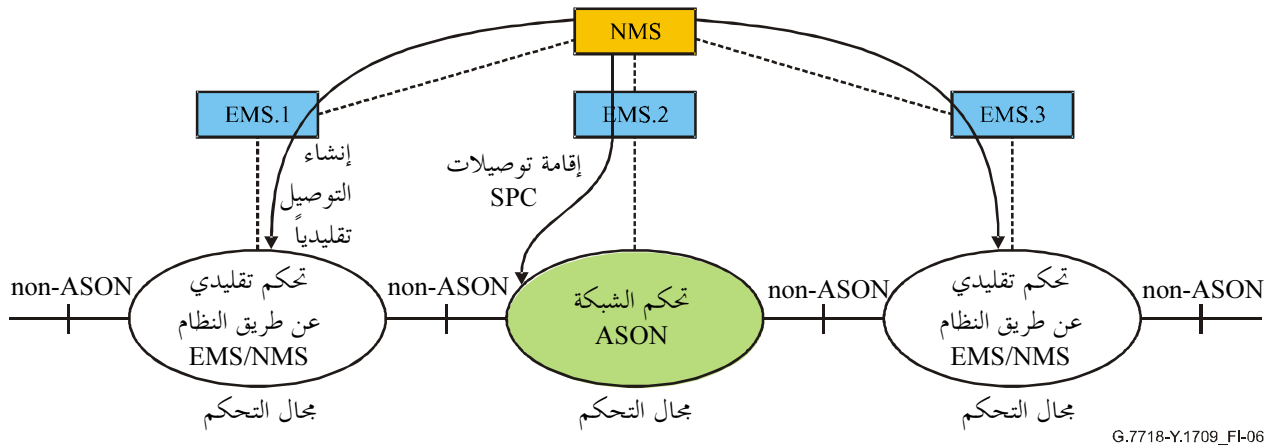 NMS
EMS.1
EMS.2
EMS.3
إنشاء
التوصيل
تقليدياً
إقامة توصيلات
SPC
non-ASON
تحكم تقليدي
عن طريق النظام
EMS/NMS
non-ASON
تحكم الشبكة
ASON
non-ASON
تحكم تقليدي
عن طريق النظام
EMS/NMS
non-ASON
مجال التحكم
مجال التحكم
مجال التحكم
G.7718-Y.1709_FI-06